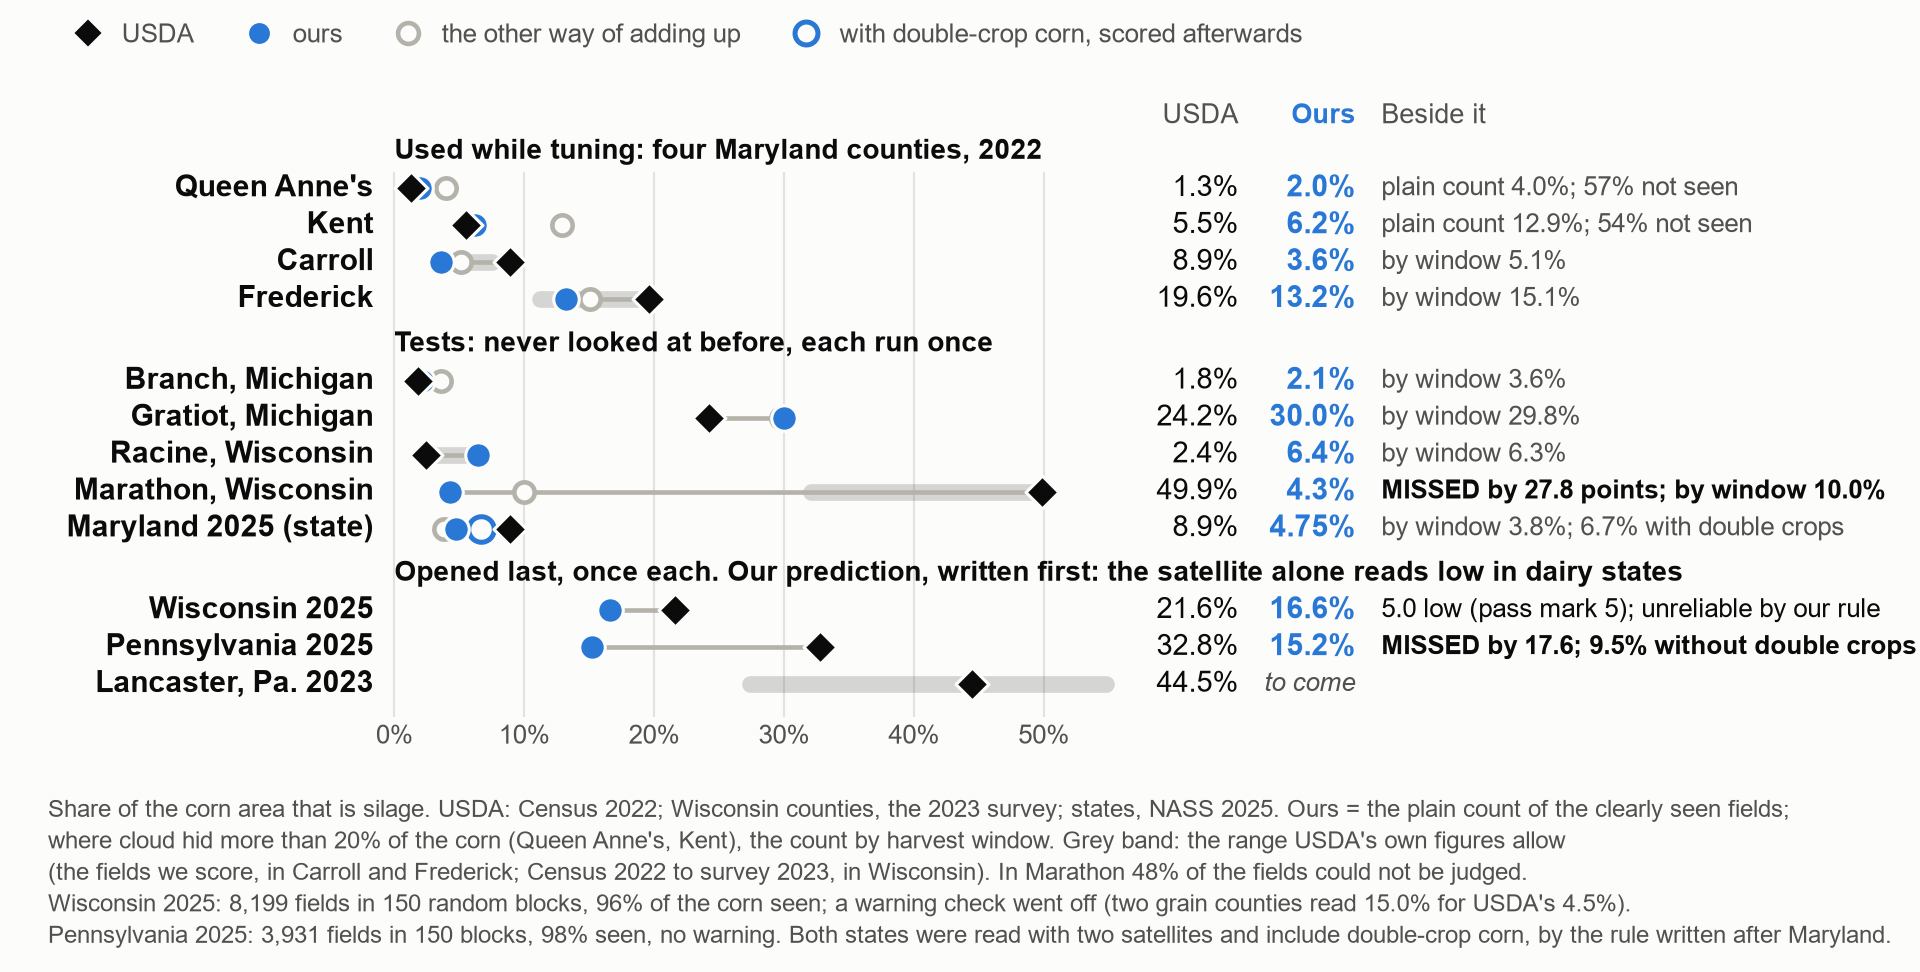 USDA ours the other way of adding up with double-crop corn, scored afterwards
USDA Ours Beside it
Used while tuning: four Maryland counties, 2022
Queen Anne's 1.3% 2.0% plain count 4.0%; 57% not seen
Kent 5.5% 6.2% plain count 12.9%; 54% not seen
Carroll 8.9% 3.6% by window 5.1%
Frederick 19.6% 13.2% by window 15.1%
Tests: never looked at before, each run once
Branch, Michigan 1.8% 2.1% by window 3.6%
Gratiot, Michigan 24.2% 30.0% by window 29.8%
Racine, Wisconsin 2.4% 6.4% by window 6.3%
Marathon, Wisconsin 49.9% 4.3% MISSED by 27.8 points; by window 10.0%
Maryland 2025 (state) 8.9% 4.75% by window 3.8%; 6.7% with double crops
Opened last, once each. Our prediction, written first: the satellite alone reads low in dairy states
Wisconsin 2025 21.6% 16.6% 5.0 low (pass mark 5); unreliable by our rule
Pennsylvania 2025 32.8% 15.2% MISSED by 17.6; 9.5% without double crops
Lancaster, Pa. 2023 44.5% to come
0% 10% 20% 30% 40% 50%
Share of the corn area that is silage. USDA: Census 2022; Wisconsin counties, the 2023 survey; states, NASS 2025. Ours = the plain count of the clearly seen fields;
where cloud hid more than 20% of the corn (Queen Anne's, Kent), the count by harvest window. Grey band: the range USDA's own figures allow
(the fields we score, in Carroll and Frederick; Census 2022 to survey 2023, in Wisconsin). In Marathon 48% of the fields could not be judged.
Wisconsin 2025: 8,199 fields in 150 random blocks, 96% of the corn seen; a warning check went off (two grain counties read 15.0% for USDA's 4.5%).
Pennsylvania 2025: 3,931 fields in 150 blocks, 98% seen, no warning. Both states were read with two satellites and include double-crop corn, by the rule written after Maryland.